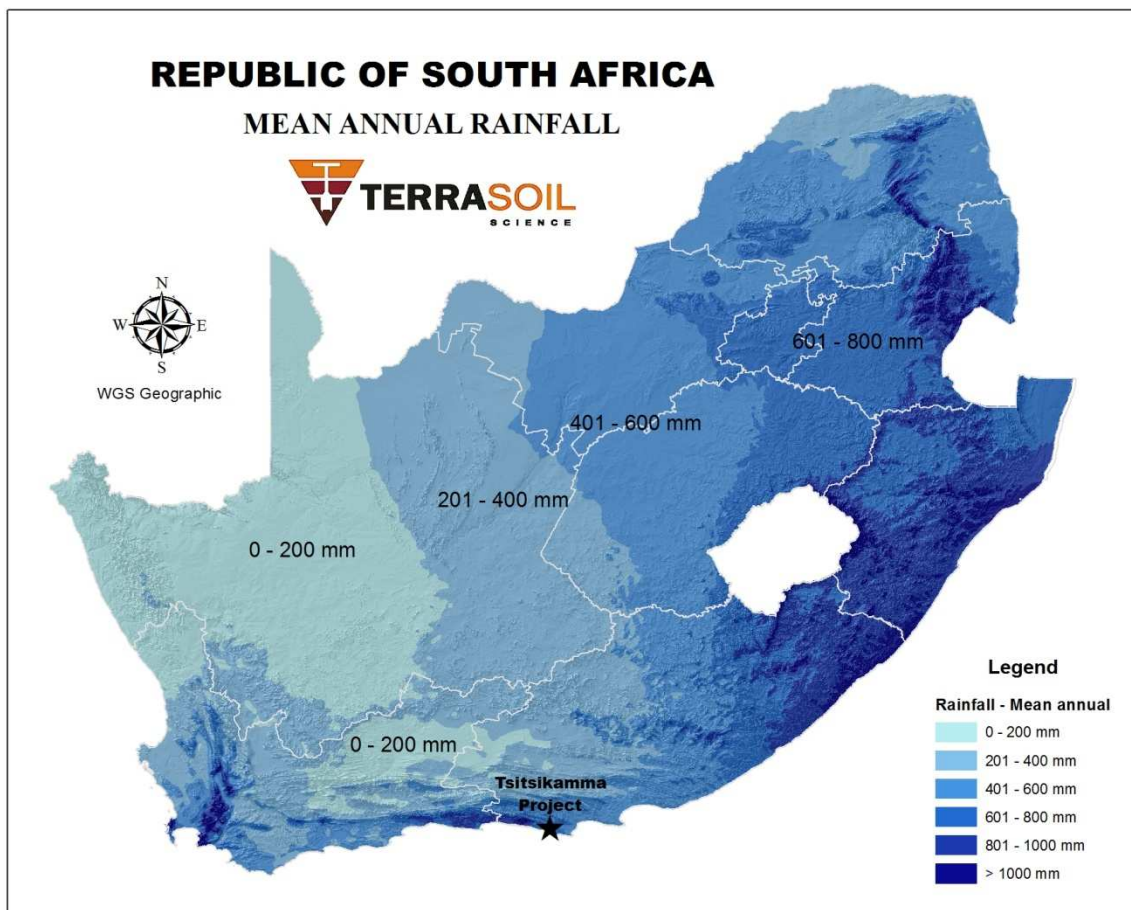 REPUBLIC OF SOUTH AFRICA
MEAN ANNUAL RAINFALL
TERRASOIL
SCIENCE
N
W
E
S
WGS Geographic
601 - 800 mm
401 - 600 mm
201 - 400 mm
0 - 200 mm
0 - 200 mm
Tsitsikamma
Project
Legend
Rainfall - Mean annual
0 - 200 mm
201 - 400 mm
401 - 600 mm
601 - 800 mm
801 - 1000 mm
> 1000 mm